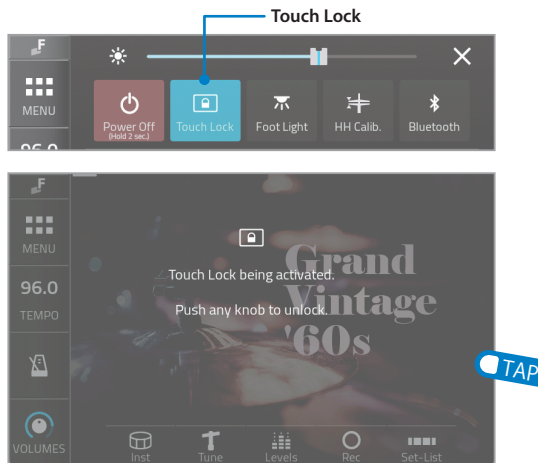 Touch Lock
F
MENU
Power Off
(Hold 2 sec.)
Touch Lock
Foot Light
HH Calib.
Bluetooth
96.0
F
MENU
96.0
TEMPO
VOLUMES
Touch Lock being activated.
Push any knob to unlock.
Grand
Vintage
'60s
Inst
Tune
Levels
Rec
Set-List
TAP